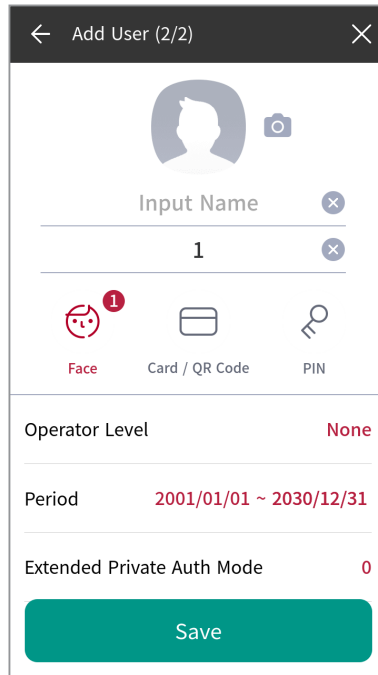 Add User (2/2)
Input Name
1
1
Face
Card / QR Code
PIN
Operator Level None
Period 2001/01/01 ~ 2030/12/31
Extended Private Auth Mode 0
Save